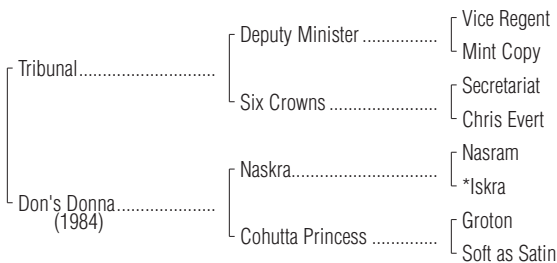 Vice Regent
Deputy Minister ..................
Mint Copy
Tribunal.............................
Secretariat
Six Crowns .........................
Chris Evert
Nasram
Naskra................................
*Iskra
Don's Donna.....................
(1984)
Groton
Cohutta Princess ................
Soft as Satin